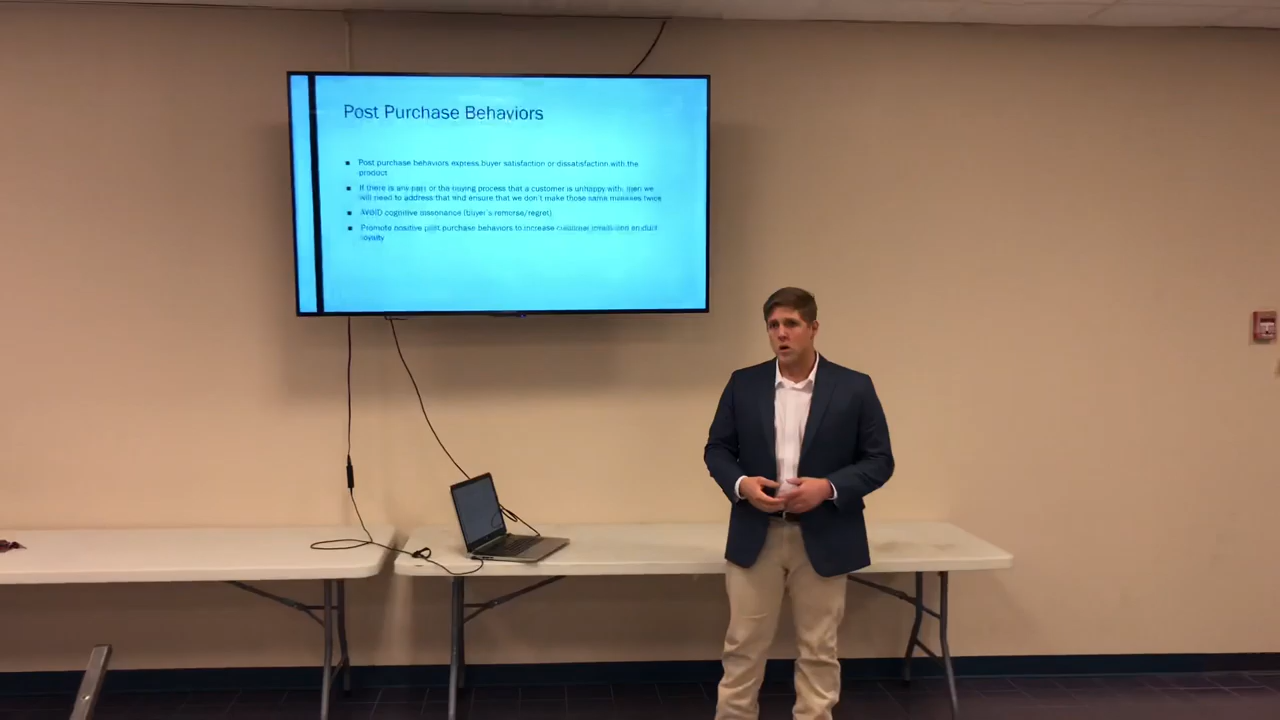 Post Purchase Behaviors
Post purchase behaviors express buyer satisfaction or dissatisfaction with the
product
If there is any part of the buying process that a customer is unhappy with, then we
will need to address that and ensure that we don't make those same mistakes twice
AVOID cognitive dissonance (buyer's remorse/regret)
Promote positive post purchase behaviors to increase customer
loyalty